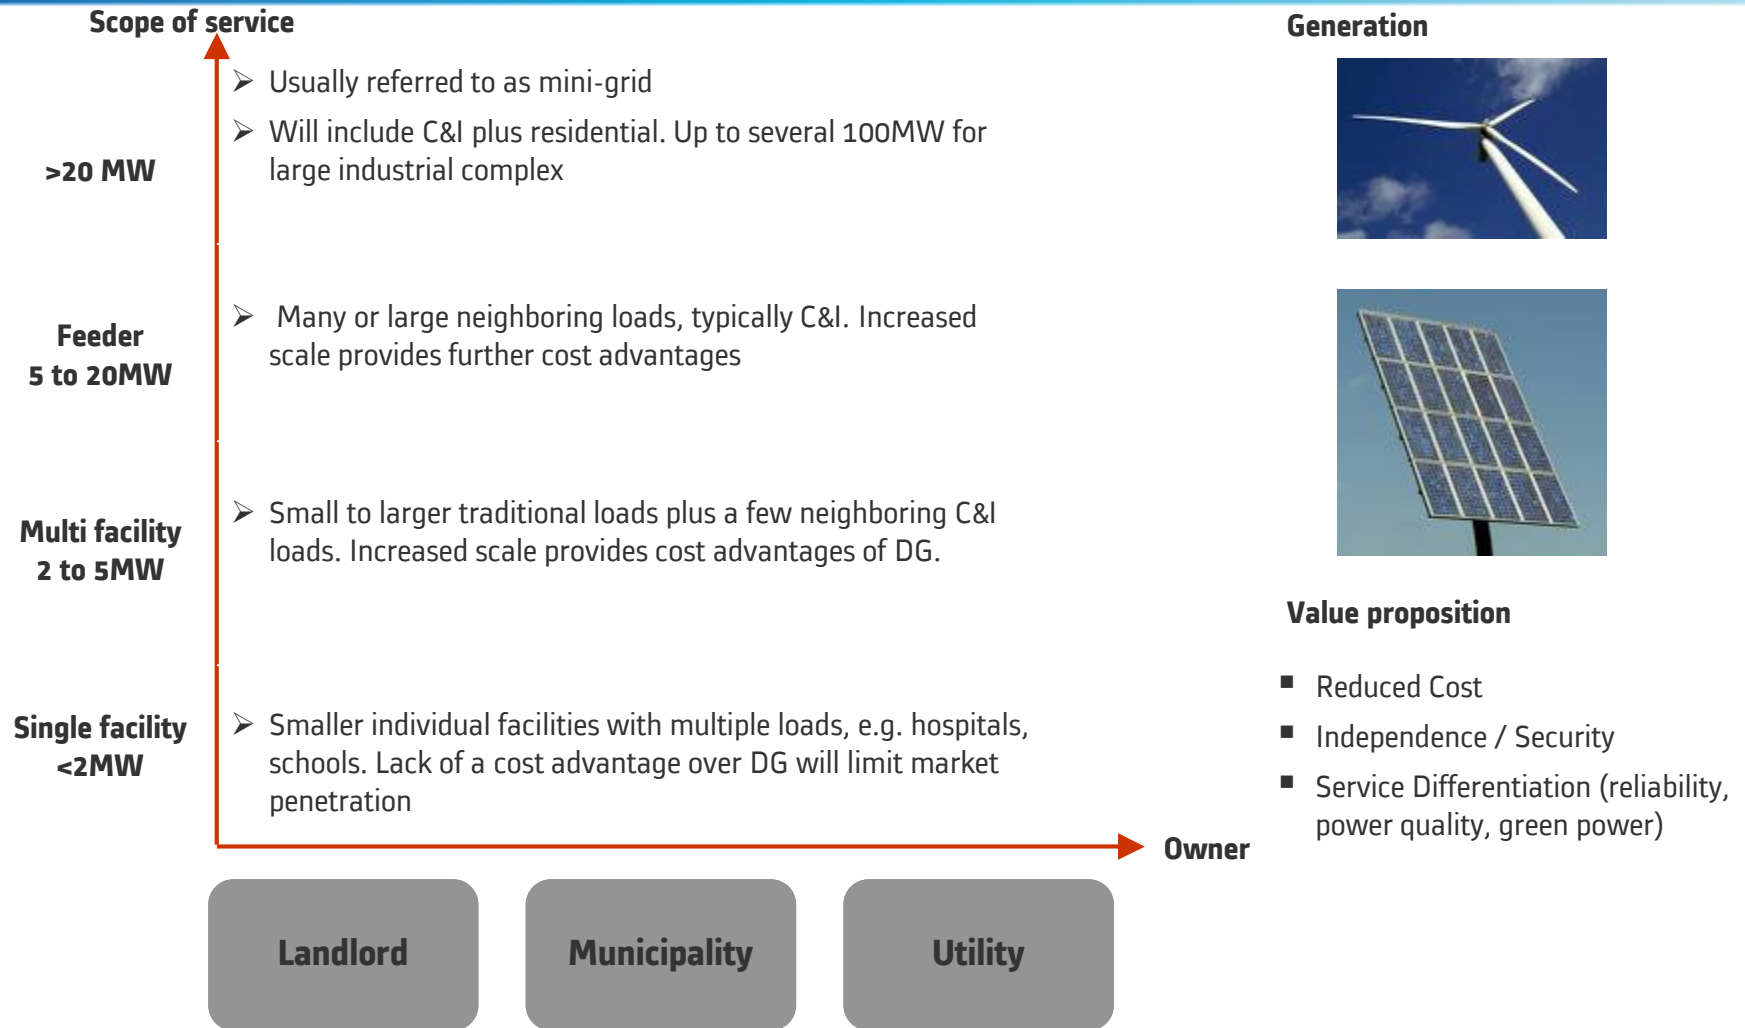 Scope of service
>20 MW
➢ Usually referred to as mini-grid
➢ Will include C&I plus residential. Up to several 100MW for
large industrial complex
Feeder
5 to 20MW
➢ Many or large neighboring loads, typically C&I. Increased
scale provides further cost advantages
Multi facility
2 to 5MW
➢ Small to larger traditional loads plus a few neighboring C&I
loads. Increased scale provides cost advantages of DG.
Single facility
<2MW
➢ Smaller individual facilities with multiple loads, e.g. hospitals,
schools. Lack of a cost advantage over DG will limit market
penetration
Owner
Landlord
Municipality
Utility
Generation
Value proposition
▪ Reduced Cost
▪ Independence / Security
▪ Service Differentiation (reliability,
power quality, green power)